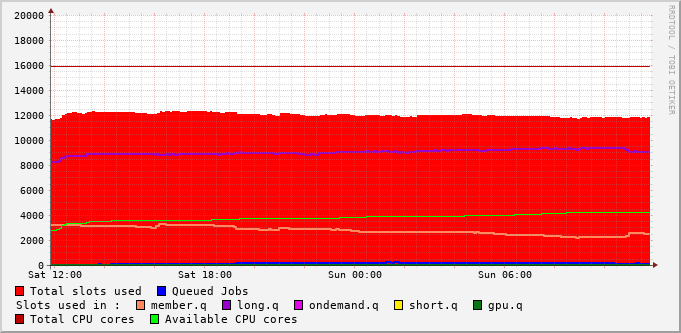 RRDTOOL / TOBI OETIKER
20000
18000
16000
14000
12000
10000
8000
6000
4000
2000
0
Sat 12:00 Sat 18:00 Sun 00:00 Sun 06:00
Total slots used Queued Jobs
Slots used in : member.q long.q ondemand.q short.q gpu.q
Total CPU cores Available CPU cores